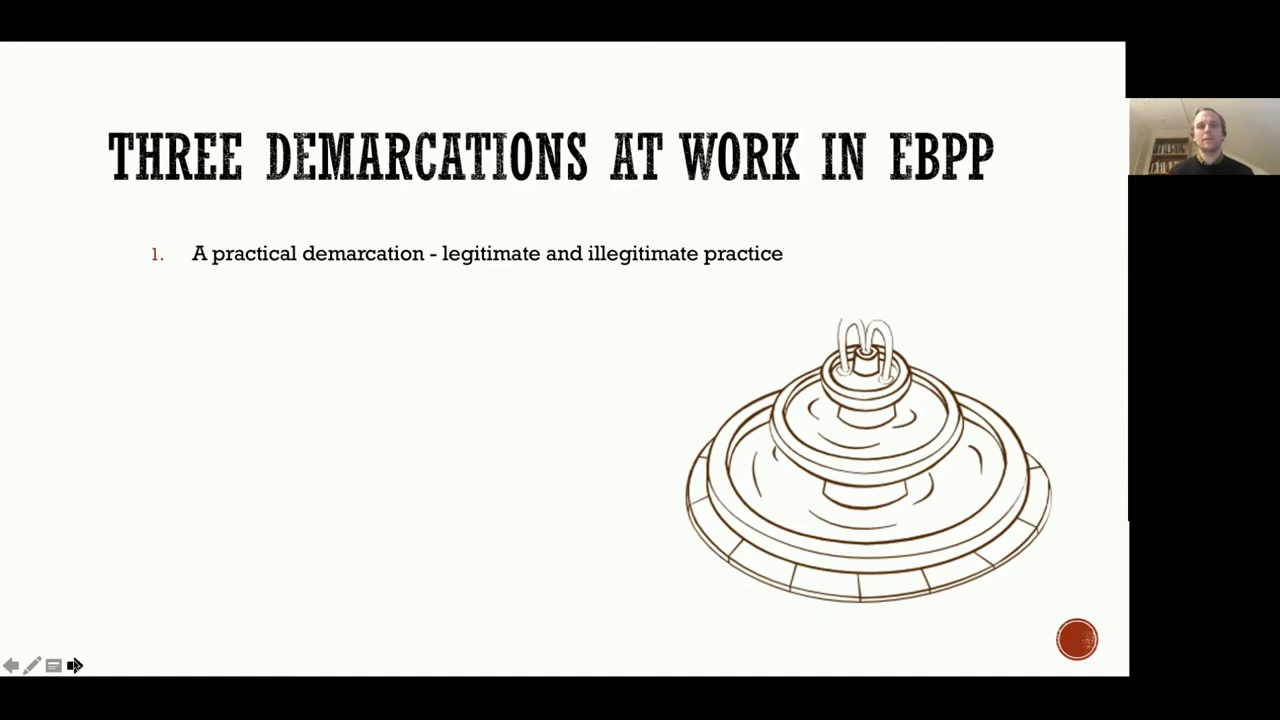 THREE DEMARCATIONS AT WORK IN EBPP
1. A practical demarcation - legitimate and illegitimate practice